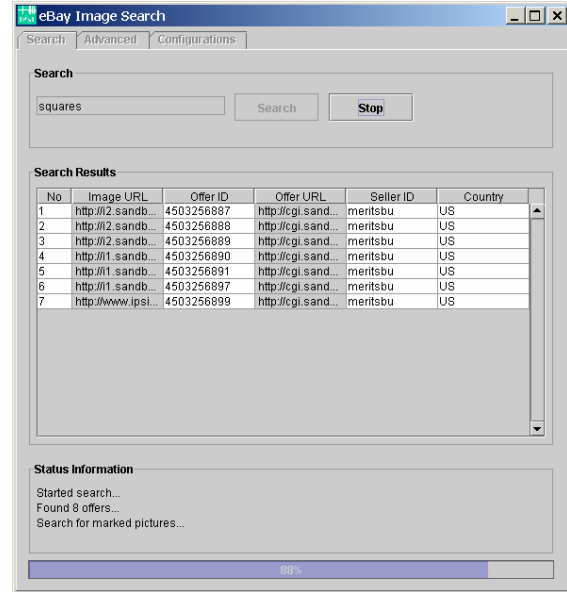 eBay Image Search
Search Advanced Configurations
Search
squares Search Stop
Search Results
No Image URL Offer ID Offer URL Seller ID Country
1 http://i2.sandb... 4503256887 http://cgi.sand... meritsbu US
2 http://i2.sandb... 4503256888 http://cgi.sand... meritsbu US
3 http://i2.sandb... 4503256889 http://cgi.sand... meritsbu US
4 http://i1.sandb... 4503256890 http://cgi.sand... meritsbu US
5 http://i1.sandb... 4503256891 http://cgi.sand... meritsbu US
6 http://i1.sandb... 4503256897 http://cgi.sand... meritsbu US
7 http://www.ipsi... 4503256899 http://cgi.sand... meritsbu US
Status Information
Started search...
Found 8 offers...
Search for marked pictures...
88%